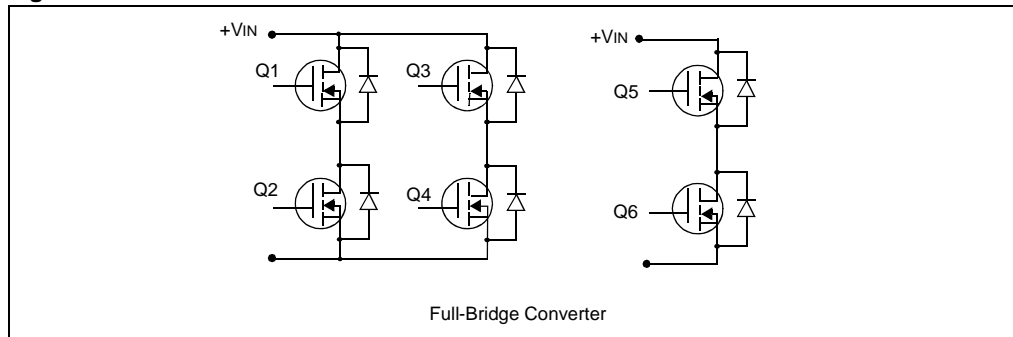 +VIN
+VIN
Q1
Q3
Q5
Q2
Q4
Q6
Full-Bridge Converter